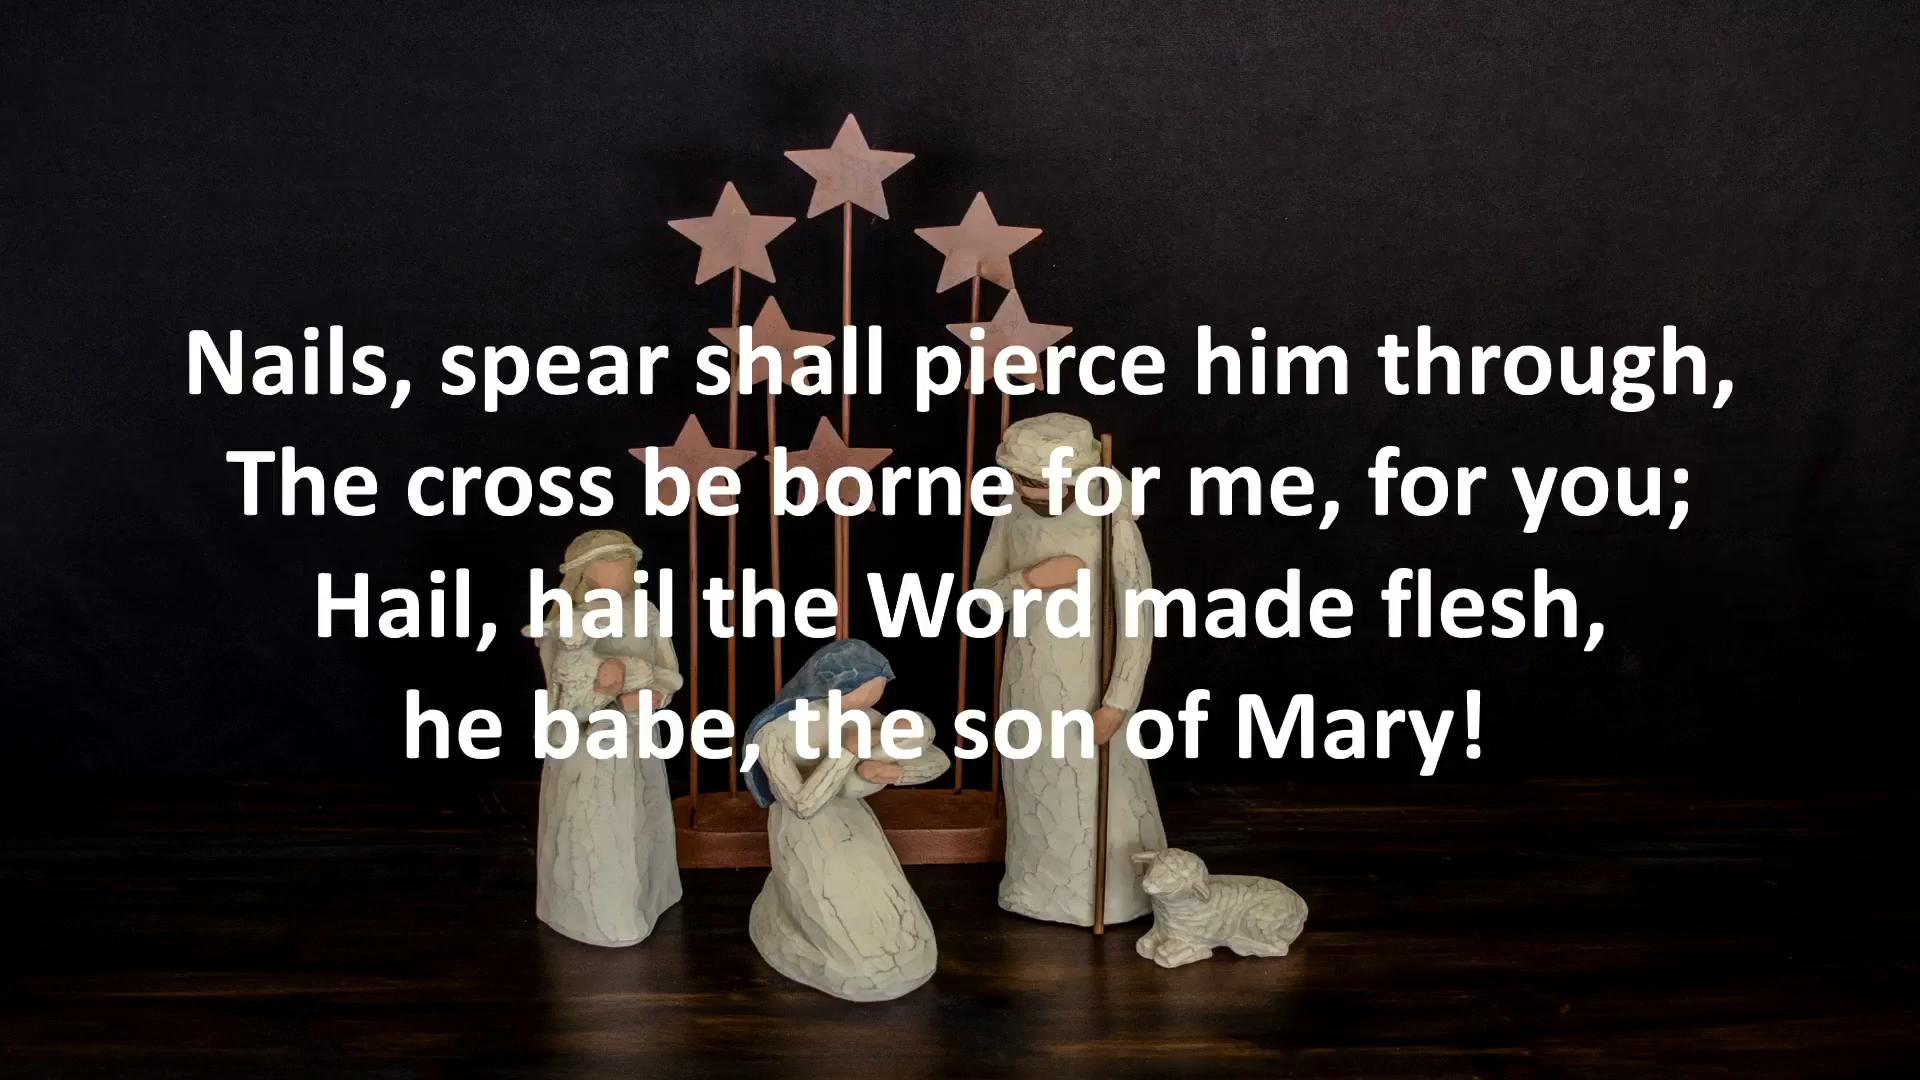 Nails, spear shall pierce him through,
The cross be borne for me, for you;
Hail, hail the Word made flesh,
he babe, the son of Mary!